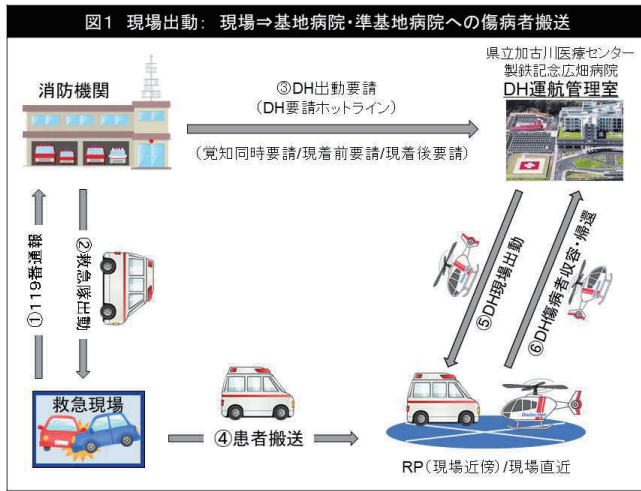 図1 現場出動： 現場⇒基地病院・準基地病院への傷病者搬送
消防機関
③DH出動要請
（DH要請ホットライン）
（覚知同時要請/現着前要請/現着後要請）
県立加古川医療センター
製鉄記念広畑病院
DH運航管理室
①119番通報
②救急隊出動
⑤DH現場出動
⑥DH傷病者収容・帰還
救急現場
④患者搬送
RP（現場近傍）/現場直近